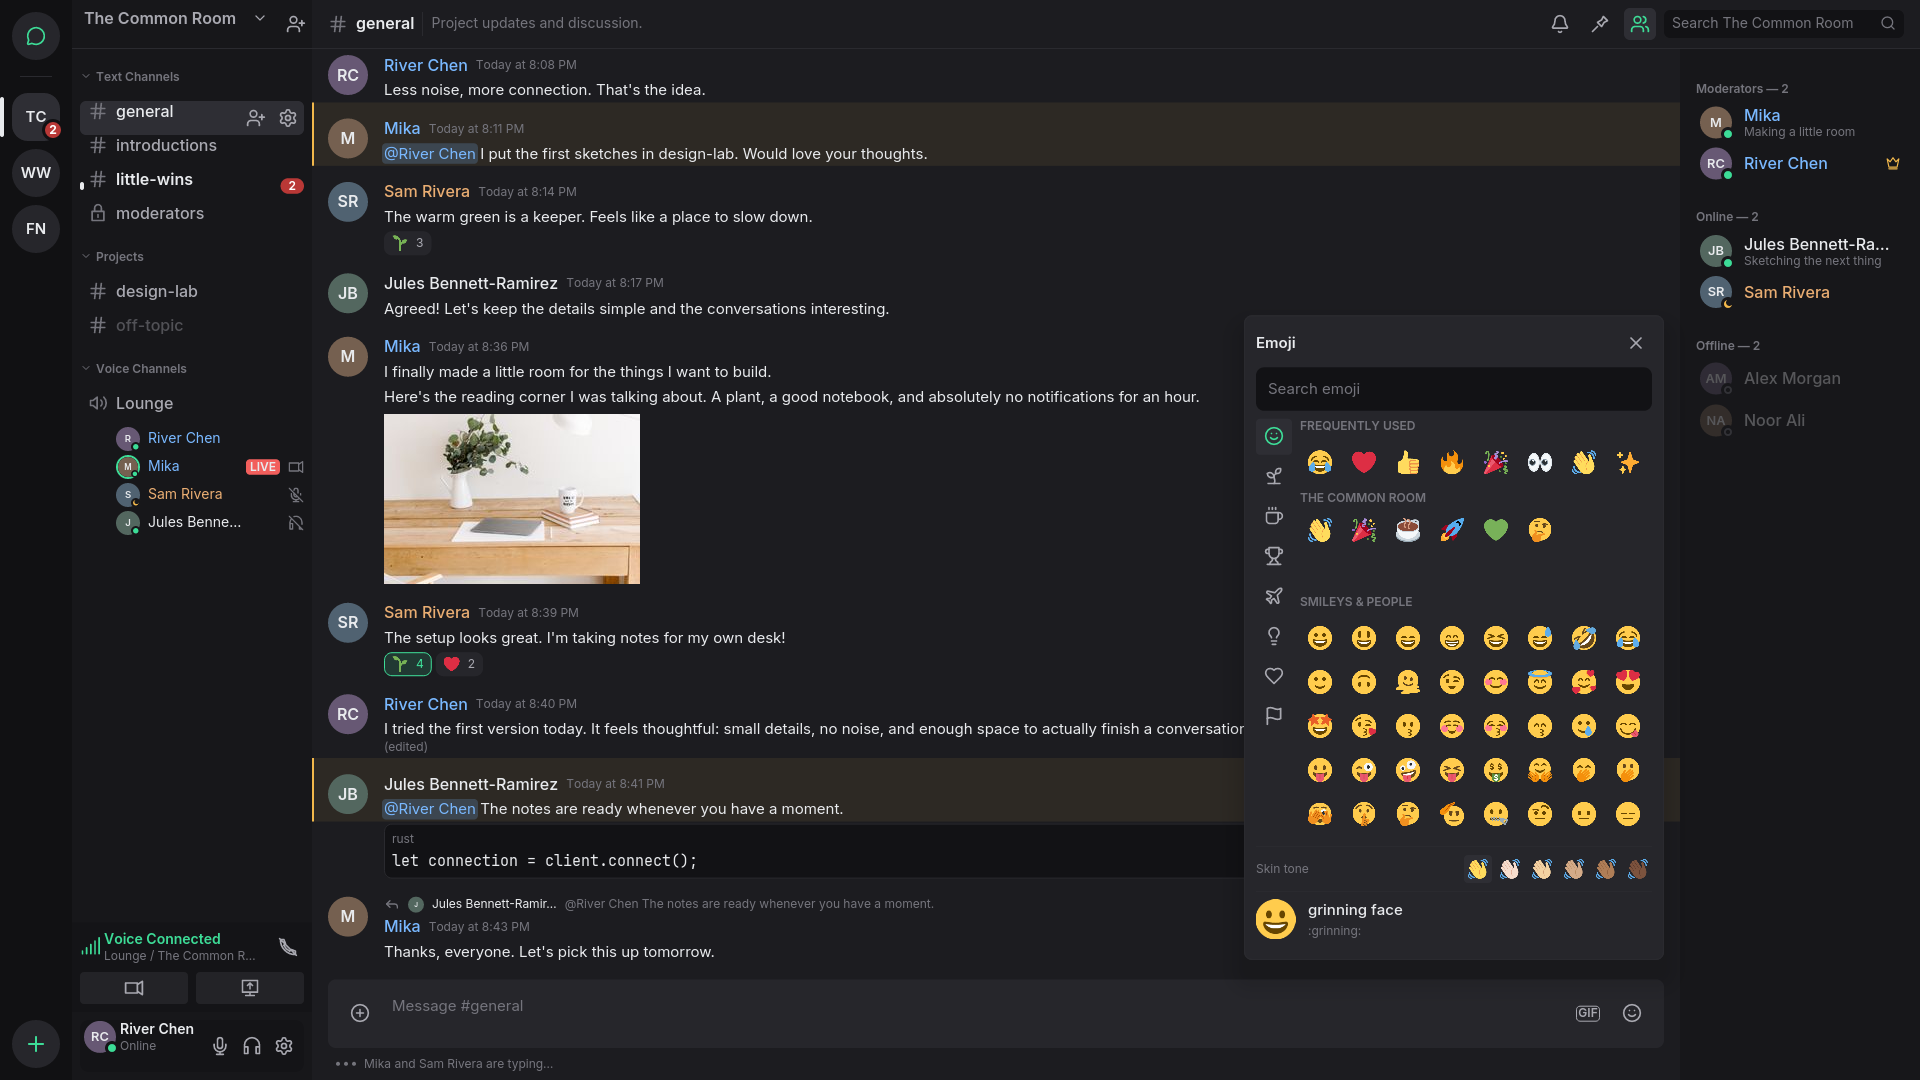 The Common Room
general
Project updates and discussion.
Search The Common Room
TC
2
WW
FN
Text Channels
general
introductions
little-wins
2
moderators
Projects
design-lab
off-topic
Voice Channels
Lounge
R
River Chen
M
Mika
LIVE
S
Sam Rivera
J
Jules Benne...
Voice Connected
Lounge / The Common R...
RC
River Chen
Online
RC
River Chen Today at 8:08 PM
Less noise, more connection. That's the idea.
M
Mika Today at 8:11 PM
@River Chen I put the first sketches in design-lab. Would love your thoughts.
SR
Sam Rivera Today at 8:14 PM
The warm green is a keeper. Feels like a place to slow down.
3
JB
Jules Bennett-Ramirez Today at 8:17 PM
Agreed! Let's keep the details simple and the conversations interesting.
M
Mika Today at 8:36 PM
I finally made a little room for the things I want to build.
Here's the reading corner I was talking about. A plant, a good notebook, and absolutely no notifications for an hour.
SR
Sam Rivera Today at 8:39 PM
The setup looks great. I'm taking notes for my own desk!
4
2
RC
River Chen Today at 8:40 PM
I tried the first version today. It feels thoughtful: small details, no noise, and enough space to actually finish a conversation
(edited)
JB
Jules Bennett-Ramirez Today at 8:41 PM
@River Chen The notes are ready whenever you have a moment.
rust
let connection = client.connect();
J
Jules Bennett-Ramir... @River Chen The notes are ready whenever you have a moment.
M
Mika Today at 8:43 PM
Thanks, everyone. Let's pick this up tomorrow.
Message #general
GIF
Mika and Sam Rivera are typing...
Emoji
Search emoji
FREQUENTLY USED
THE COMMON ROOM
SMILEYS & PEOPLE
Skin tone
grinning face
:grinning:
Moderators — 2
M
Mika
Making a little room
RC
River Chen
Online — 2
JB
Jules Bennett-Ra...
Sketching the next thing
SR
Sam Rivera
Offline — 2
AM
Alex Morgan
NA
Noor Ali